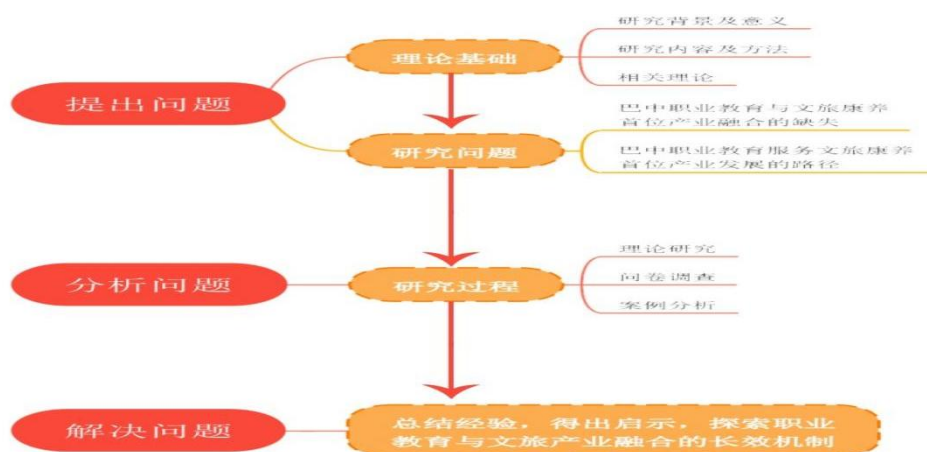 研究背景及意义
理论基础
研究内容及方法
相关理论
提出问题
巴中职业教育与文旅康养
首位产业融合的缺失
研究问题
巴中职业教育服务文旅康养
首位产业发展的路径
理论研究
分析问题
研究过程
问卷调查
案例分析
解决问题
总结经验，得出启示，探索职业
教育与文旅产业融合的长效机制